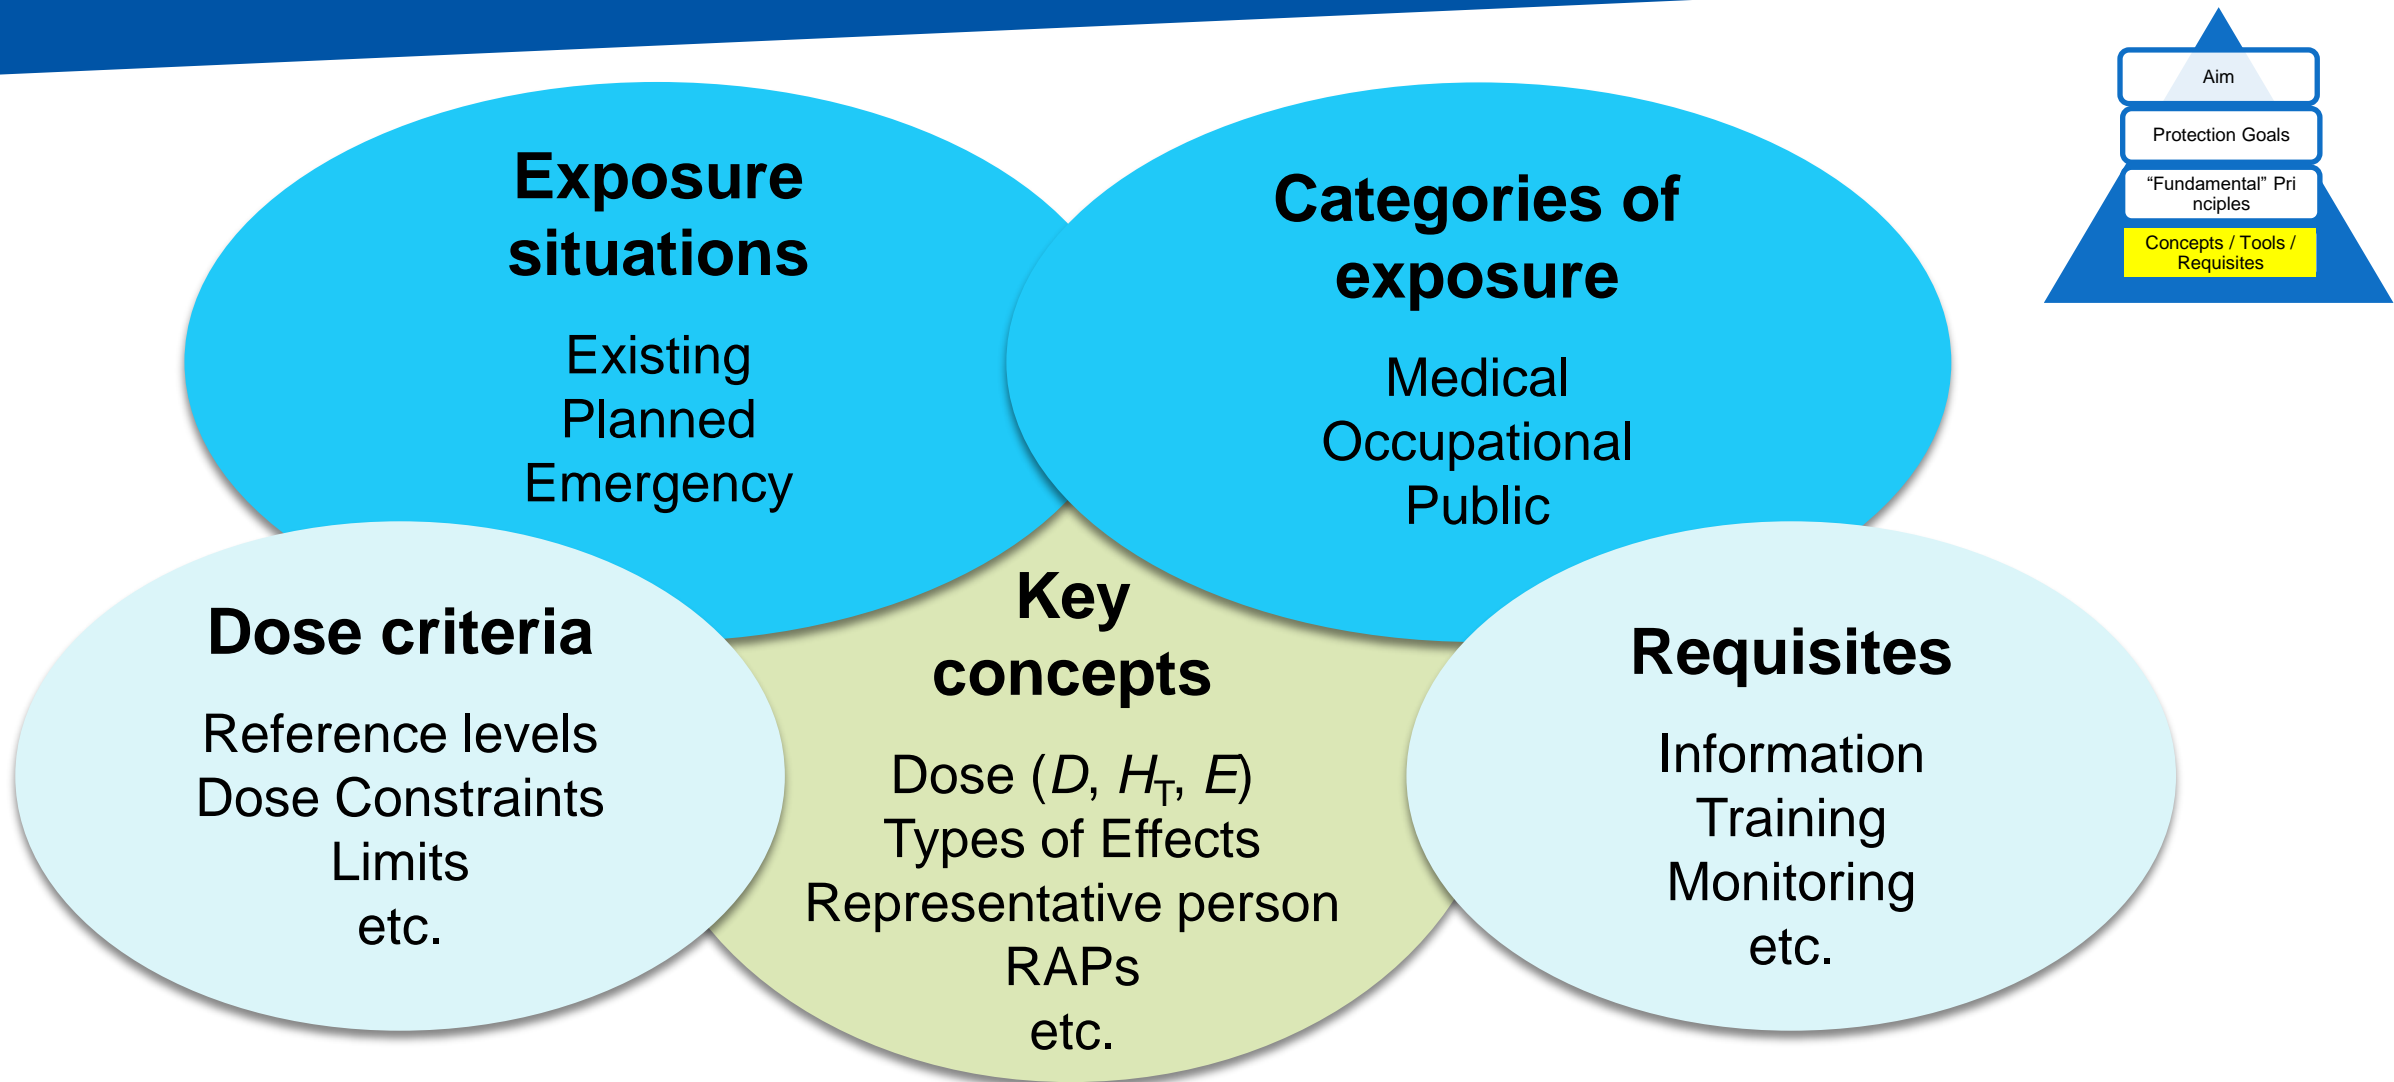 Aim
Protection Goals
“Fundamental” Pri
nciples
Concepts / Tools /
Requisites
Exposure
situations
Existing
Planned
Emergency
Categories of
exposure
Medical
Occupational
Public
Dose criteria
Reference levels
Dose Constraints
Limits
etc.
Key
concepts
Dose (D, H_T, E)
Types of Effects
Representative person
RAPs
etc.
Requisites
Information
Training
Monitoring
etc.